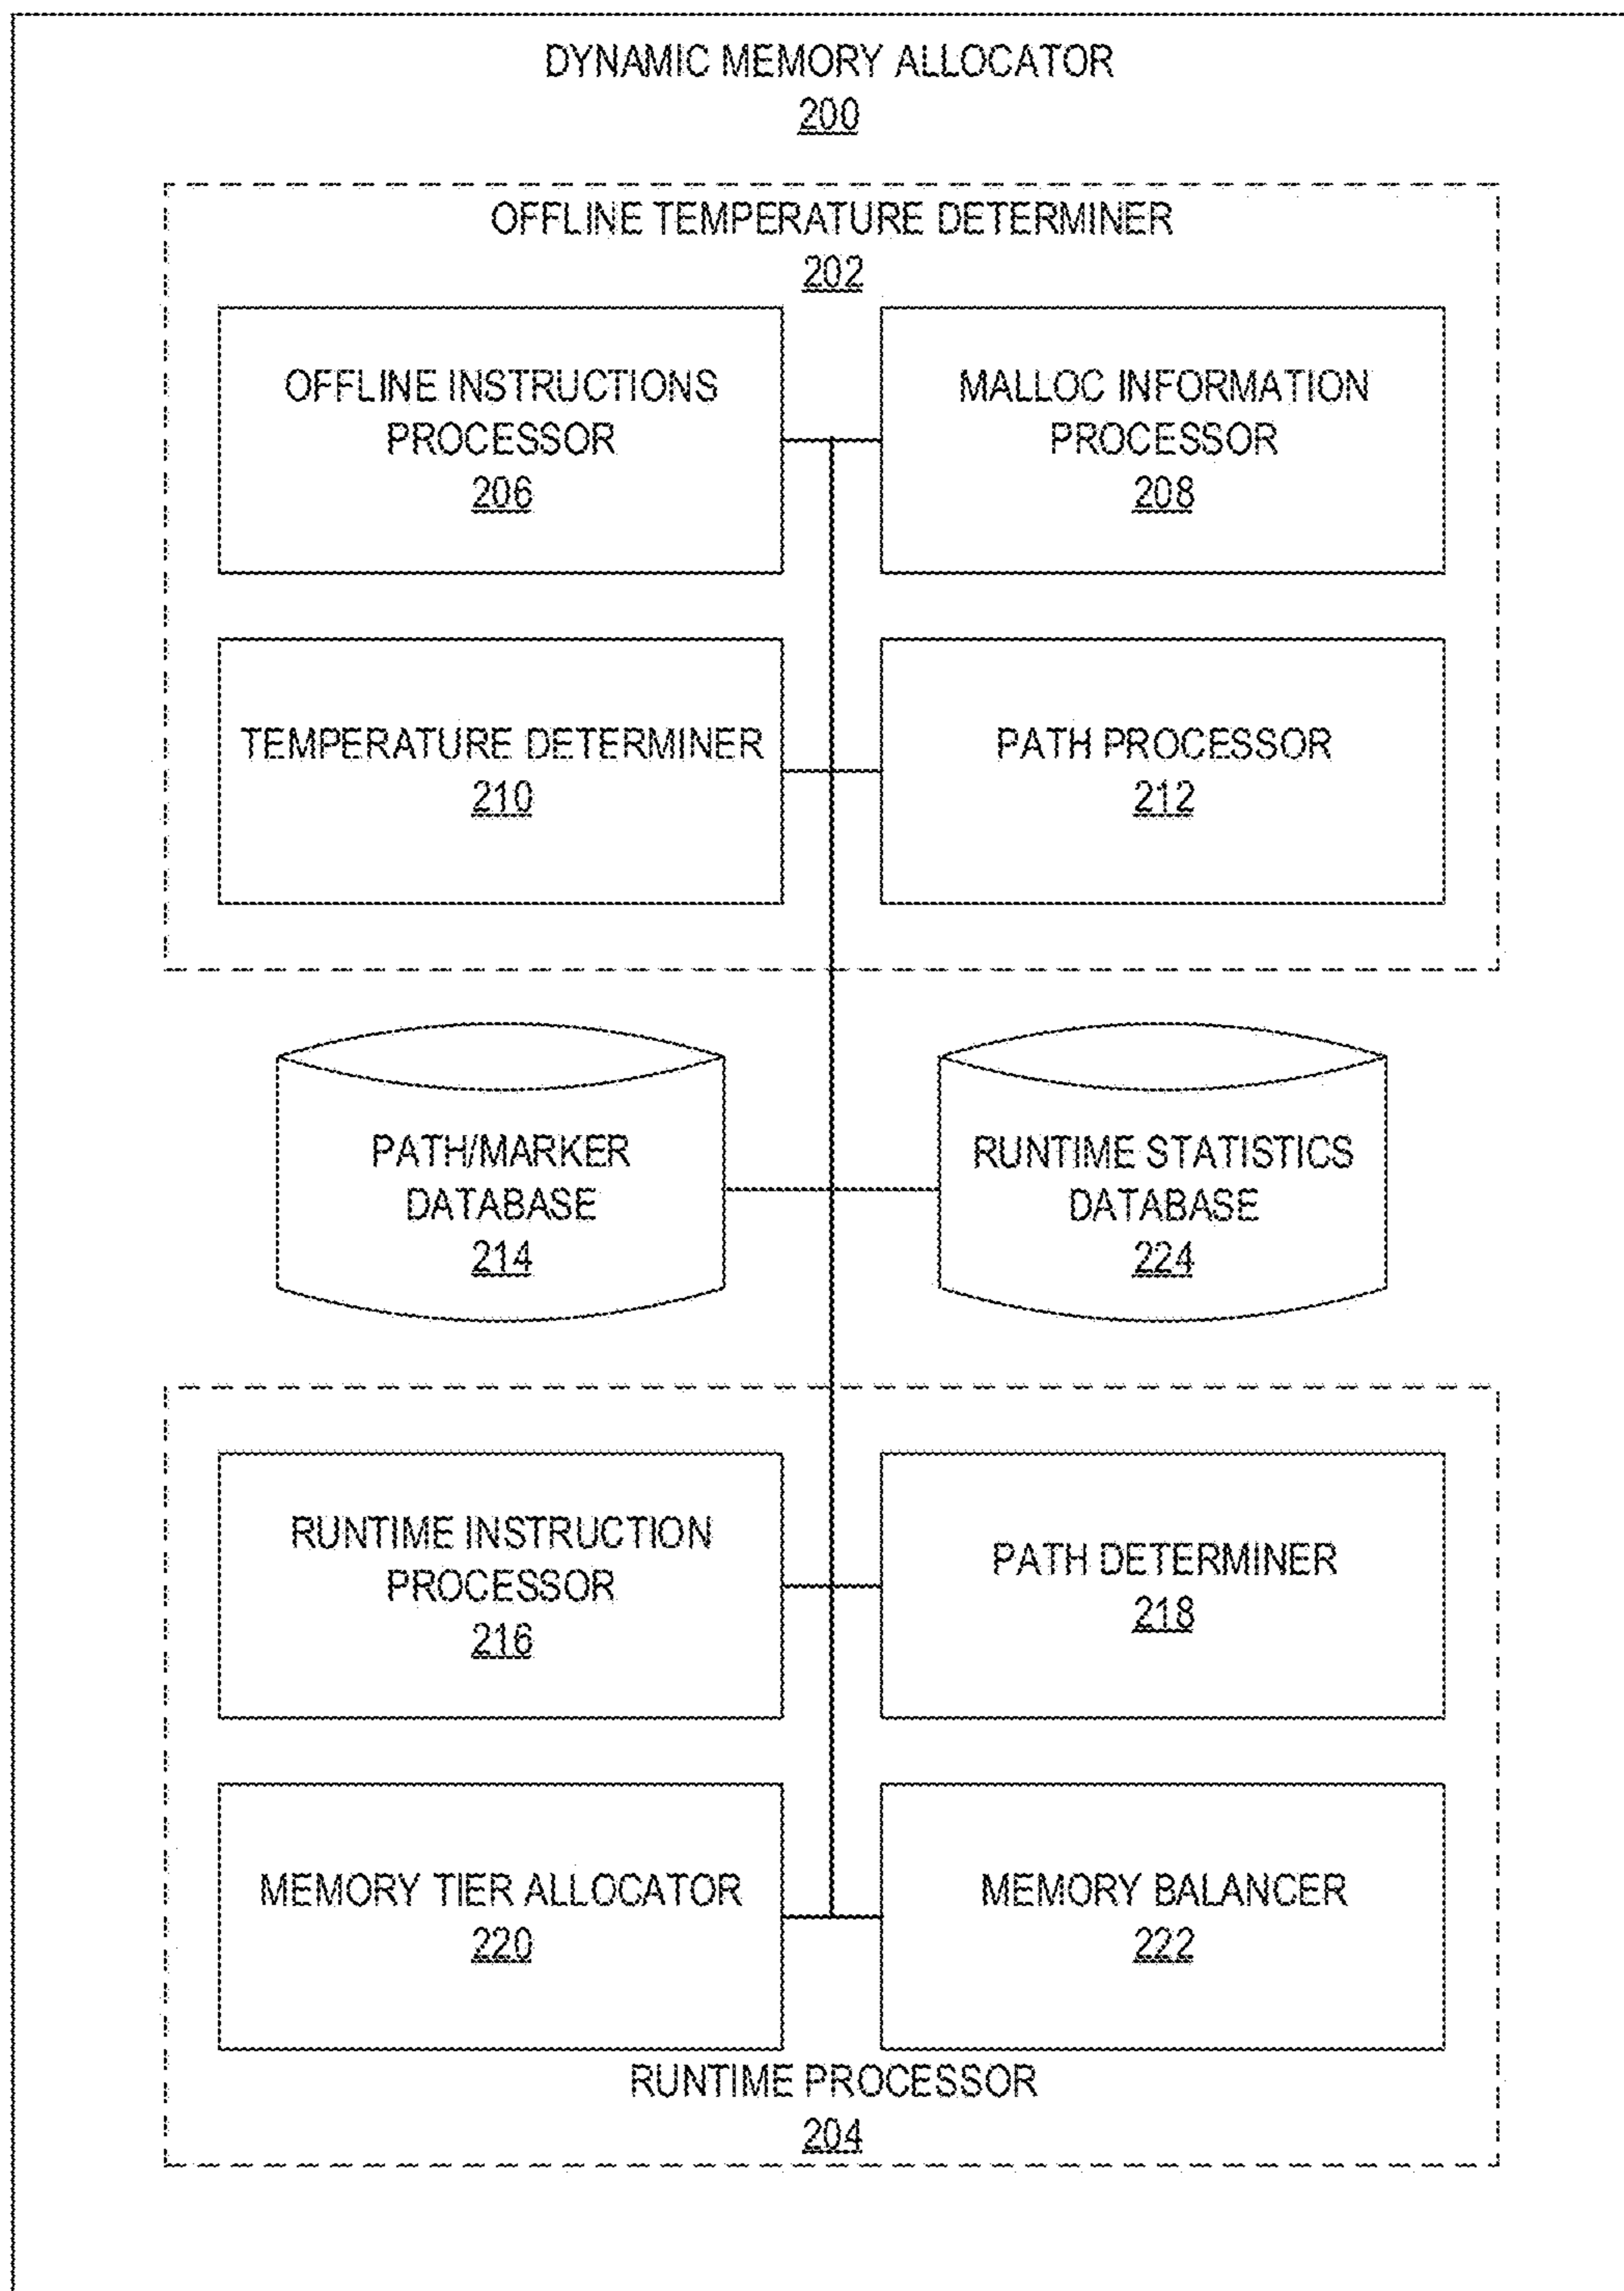 DYNAMIC MEMORY ALLOCATOR
200
OFFLINE TEMPERATURE DETERMINER
202
OFFLINE INSTRUCTIONS
PROCESSOR
206
MALLOC INFORMATION
PROCESSOR
208
TEMPERATURE DETERMINER
210
PATH PROCESSOR
212
PATH/MARKER
DATABASE
214
RUNTIME STATISTICS
DATABASE
224
RUNTIME INSTRUCTION
PROCESSOR
216
PATH DETERMINER
218
MEMORY TIER ALLOCATOR
220
MEMORY BALANCER
222
RUNTIME PROCESSOR
204